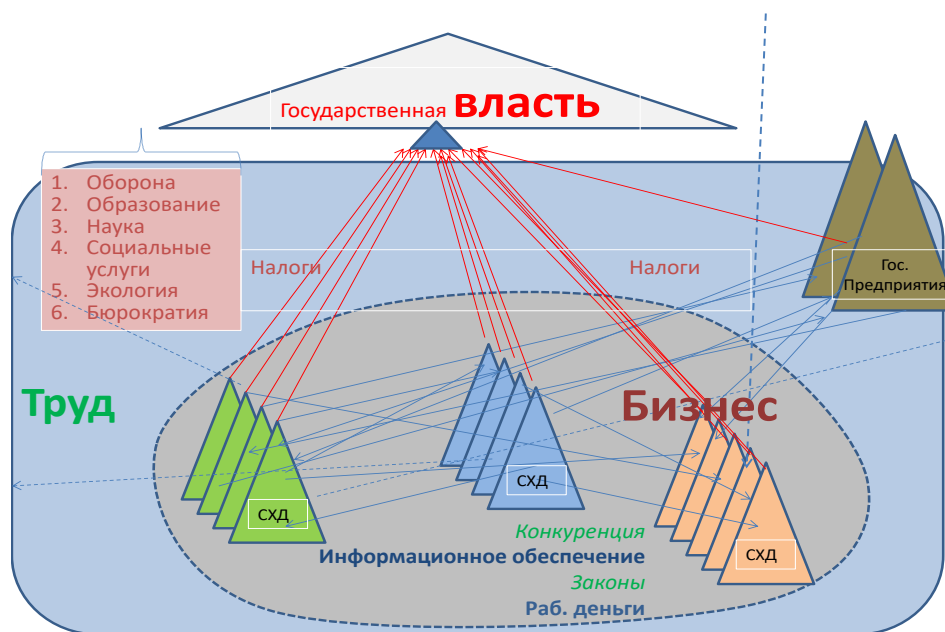 Государственная власть
1. Оборона
2. Образование
3. Наука
4. Социальные
услуги
5. Экология
6. Бюрократия
Налоги
Налоги
Гос.
Предприятия
Труд
Бизнес
СХД
СХД
СХД
Конкуренция
Информационное обеспечение
Законы
Раб. деньги